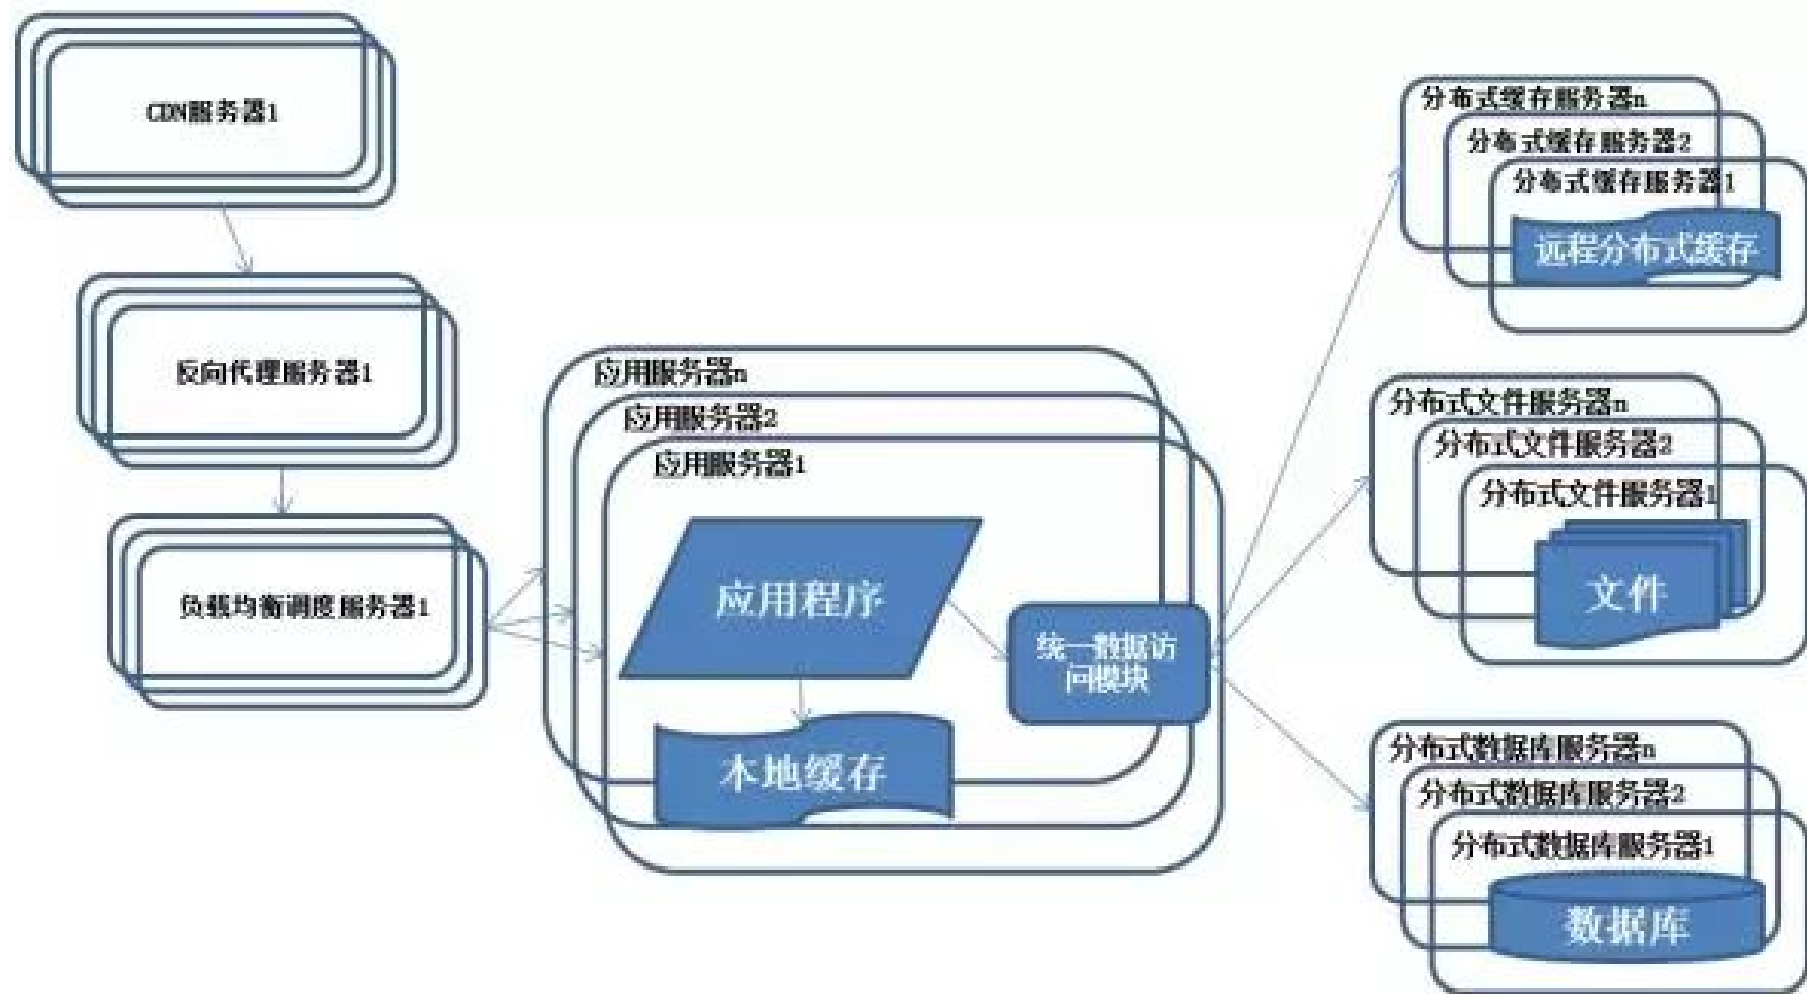 CDN服务器1
反向代理服务器1
负载均衡调度服务器1
应用服务器n
应用服务器2
应用服务器1
应用程序
统一数据访
问模块
本地缓存
分布式缓存服务器n
分布式缓存服务器2
分布式缓存服务器1
远程分布式缓存
分布式文件服务器n
分布式文件服务器2
分布式文件服务器1
文件
分布式数据库服务器n
分布式数据库服务器2
分布式数据库服务器1
数据库